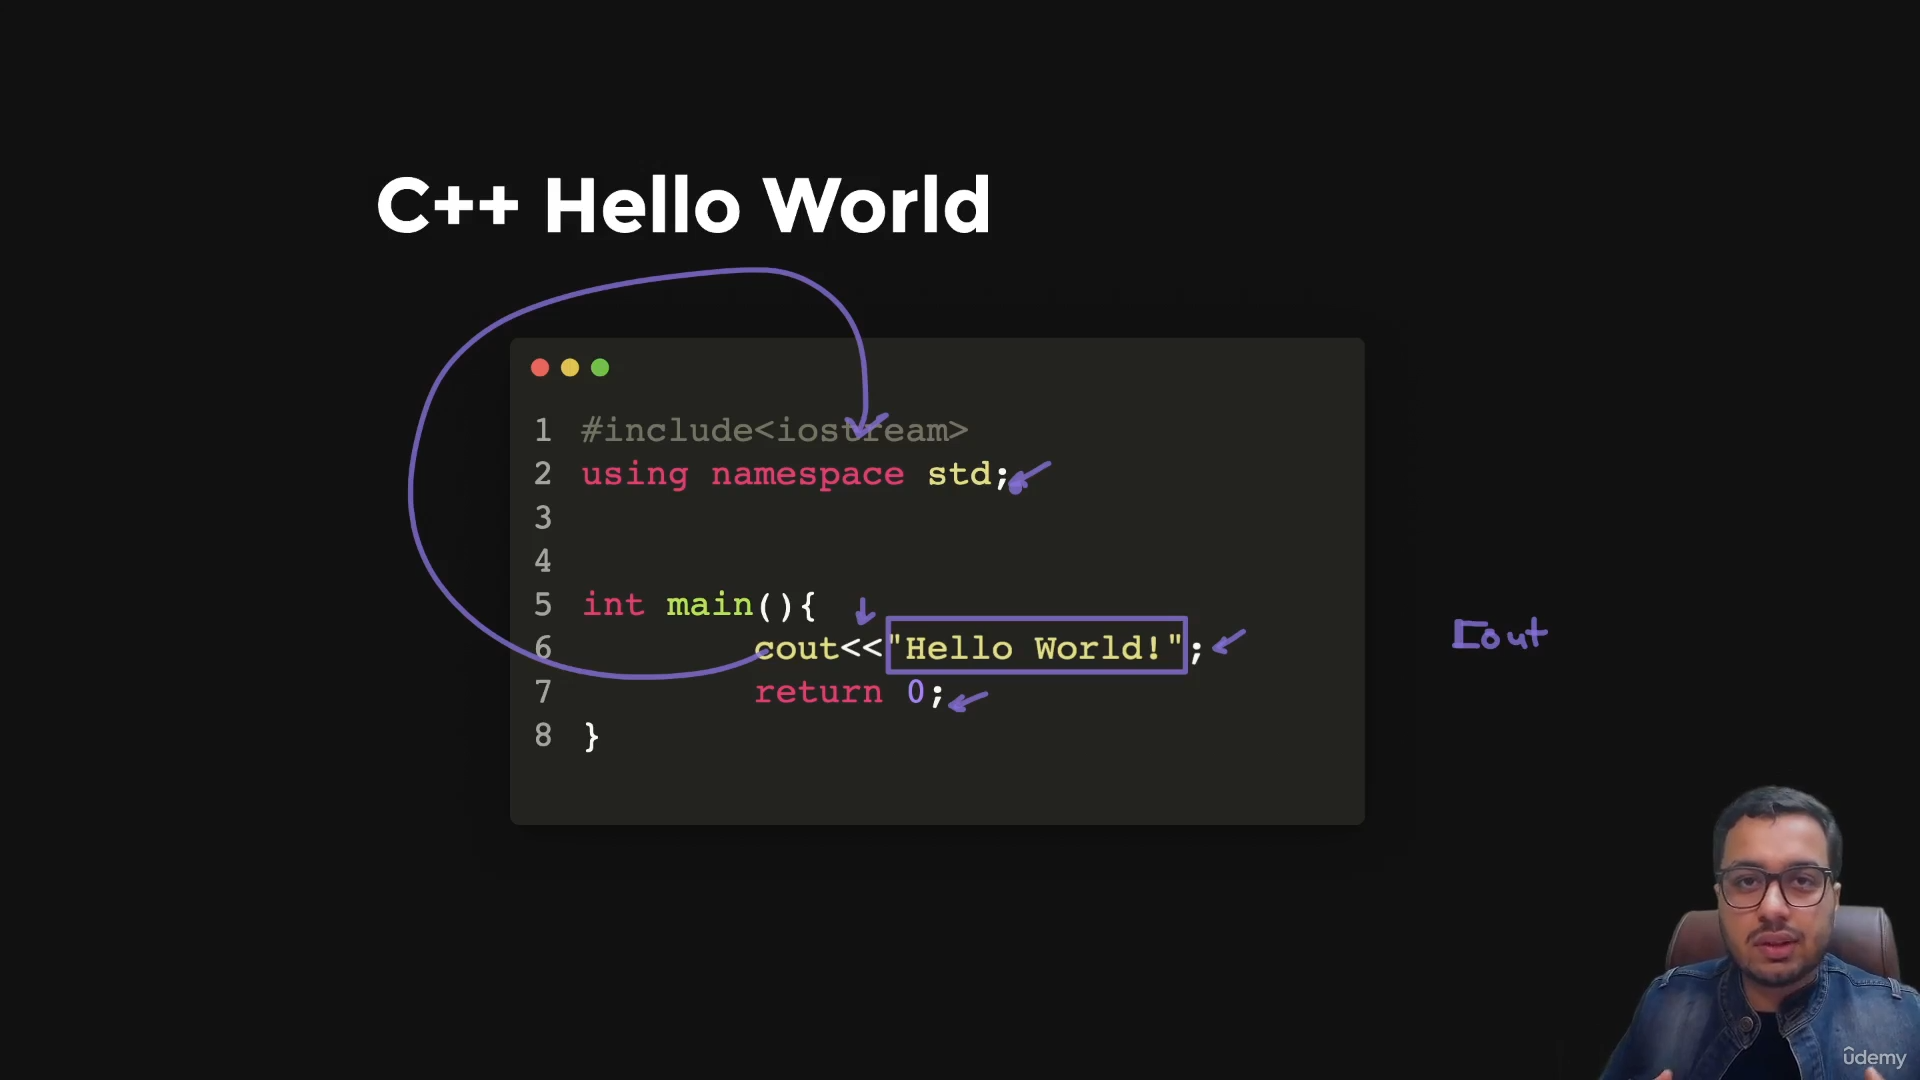 C++ Hello World
1 #include<iostream>
2 using namespace std;
3
4
5 int main(){
6 cout<<"Hello World!";
7 return 0;
8 }
Cout
ûdemy